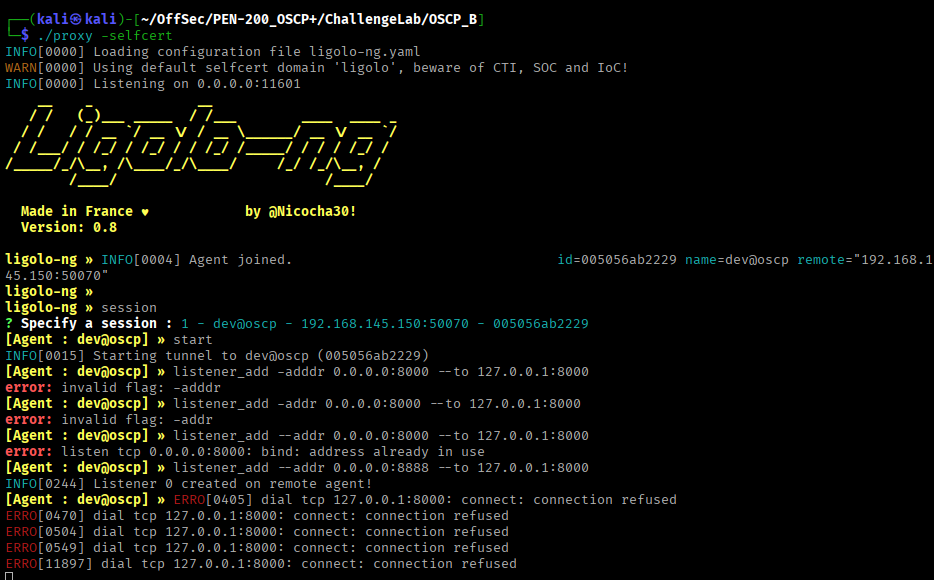 ┌──(kali㉿kali)-[~/OffSec/PEN-200_OSCP+/ChallengeLab/OSCP_B]
└─$ ./proxy -selfcert
INFO[0000] Loading configuration file ligolo-ng.yaml
WARN[0000] Using default selfcert domain 'ligolo', beware of CTI, SOC and IoC!
INFO[0000] Listening on 0.0.0.0:11601
Ligolo-ng
Made in France ♥ by @Nicocha30!
Version: 0.8
ligolo-ng » INFO[0004] Agent joined. id=005056ab2229 name=dev@oscp remote="192.168.1
45.150:50070"
ligolo-ng »
ligolo-ng » session
? Specify a session : 1 - dev@oscp - 192.168.145.150:50070 - 005056ab2229
[Agent : dev@oscp] » start
INFO[0015] Starting tunnel to dev@oscp (005056ab2229)
[Agent : dev@oscp] » listener_add -adddr 0.0.0.0:8000 --to 127.0.0.1:8000
error: invalid flag: -adddr
[Agent : dev@oscp] » listener_add -addr 0.0.0.0:8000 --to 127.0.0.1:8000
error: invalid flag: -addr
[Agent : dev@oscp] » listener_add --addr 0.0.0.0:8000 --to 127.0.0.1:8000
error: listen tcp 0.0.0.0:8000: bind: address already in use
[Agent : dev@oscp] » listener_add --addr 0.0.0.0:8888 --to 127.0.0.1:8000
INFO[0244] Listener 0 created on remote agent!
[Agent : dev@oscp] » ERRO[0405] dial tcp 127.0.0.1:8000: connect: connection refused
ERRO[0470] dial tcp 127.0.0.1:8000: connect: connection refused
ERRO[0504] dial tcp 127.0.0.1:8000: connect: connection refused
ERRO[0549] dial tcp 127.0.0.1:8000: connect: connection refused
ERRO[11897] dial tcp 127.0.0.1:8000: connect: connection refused